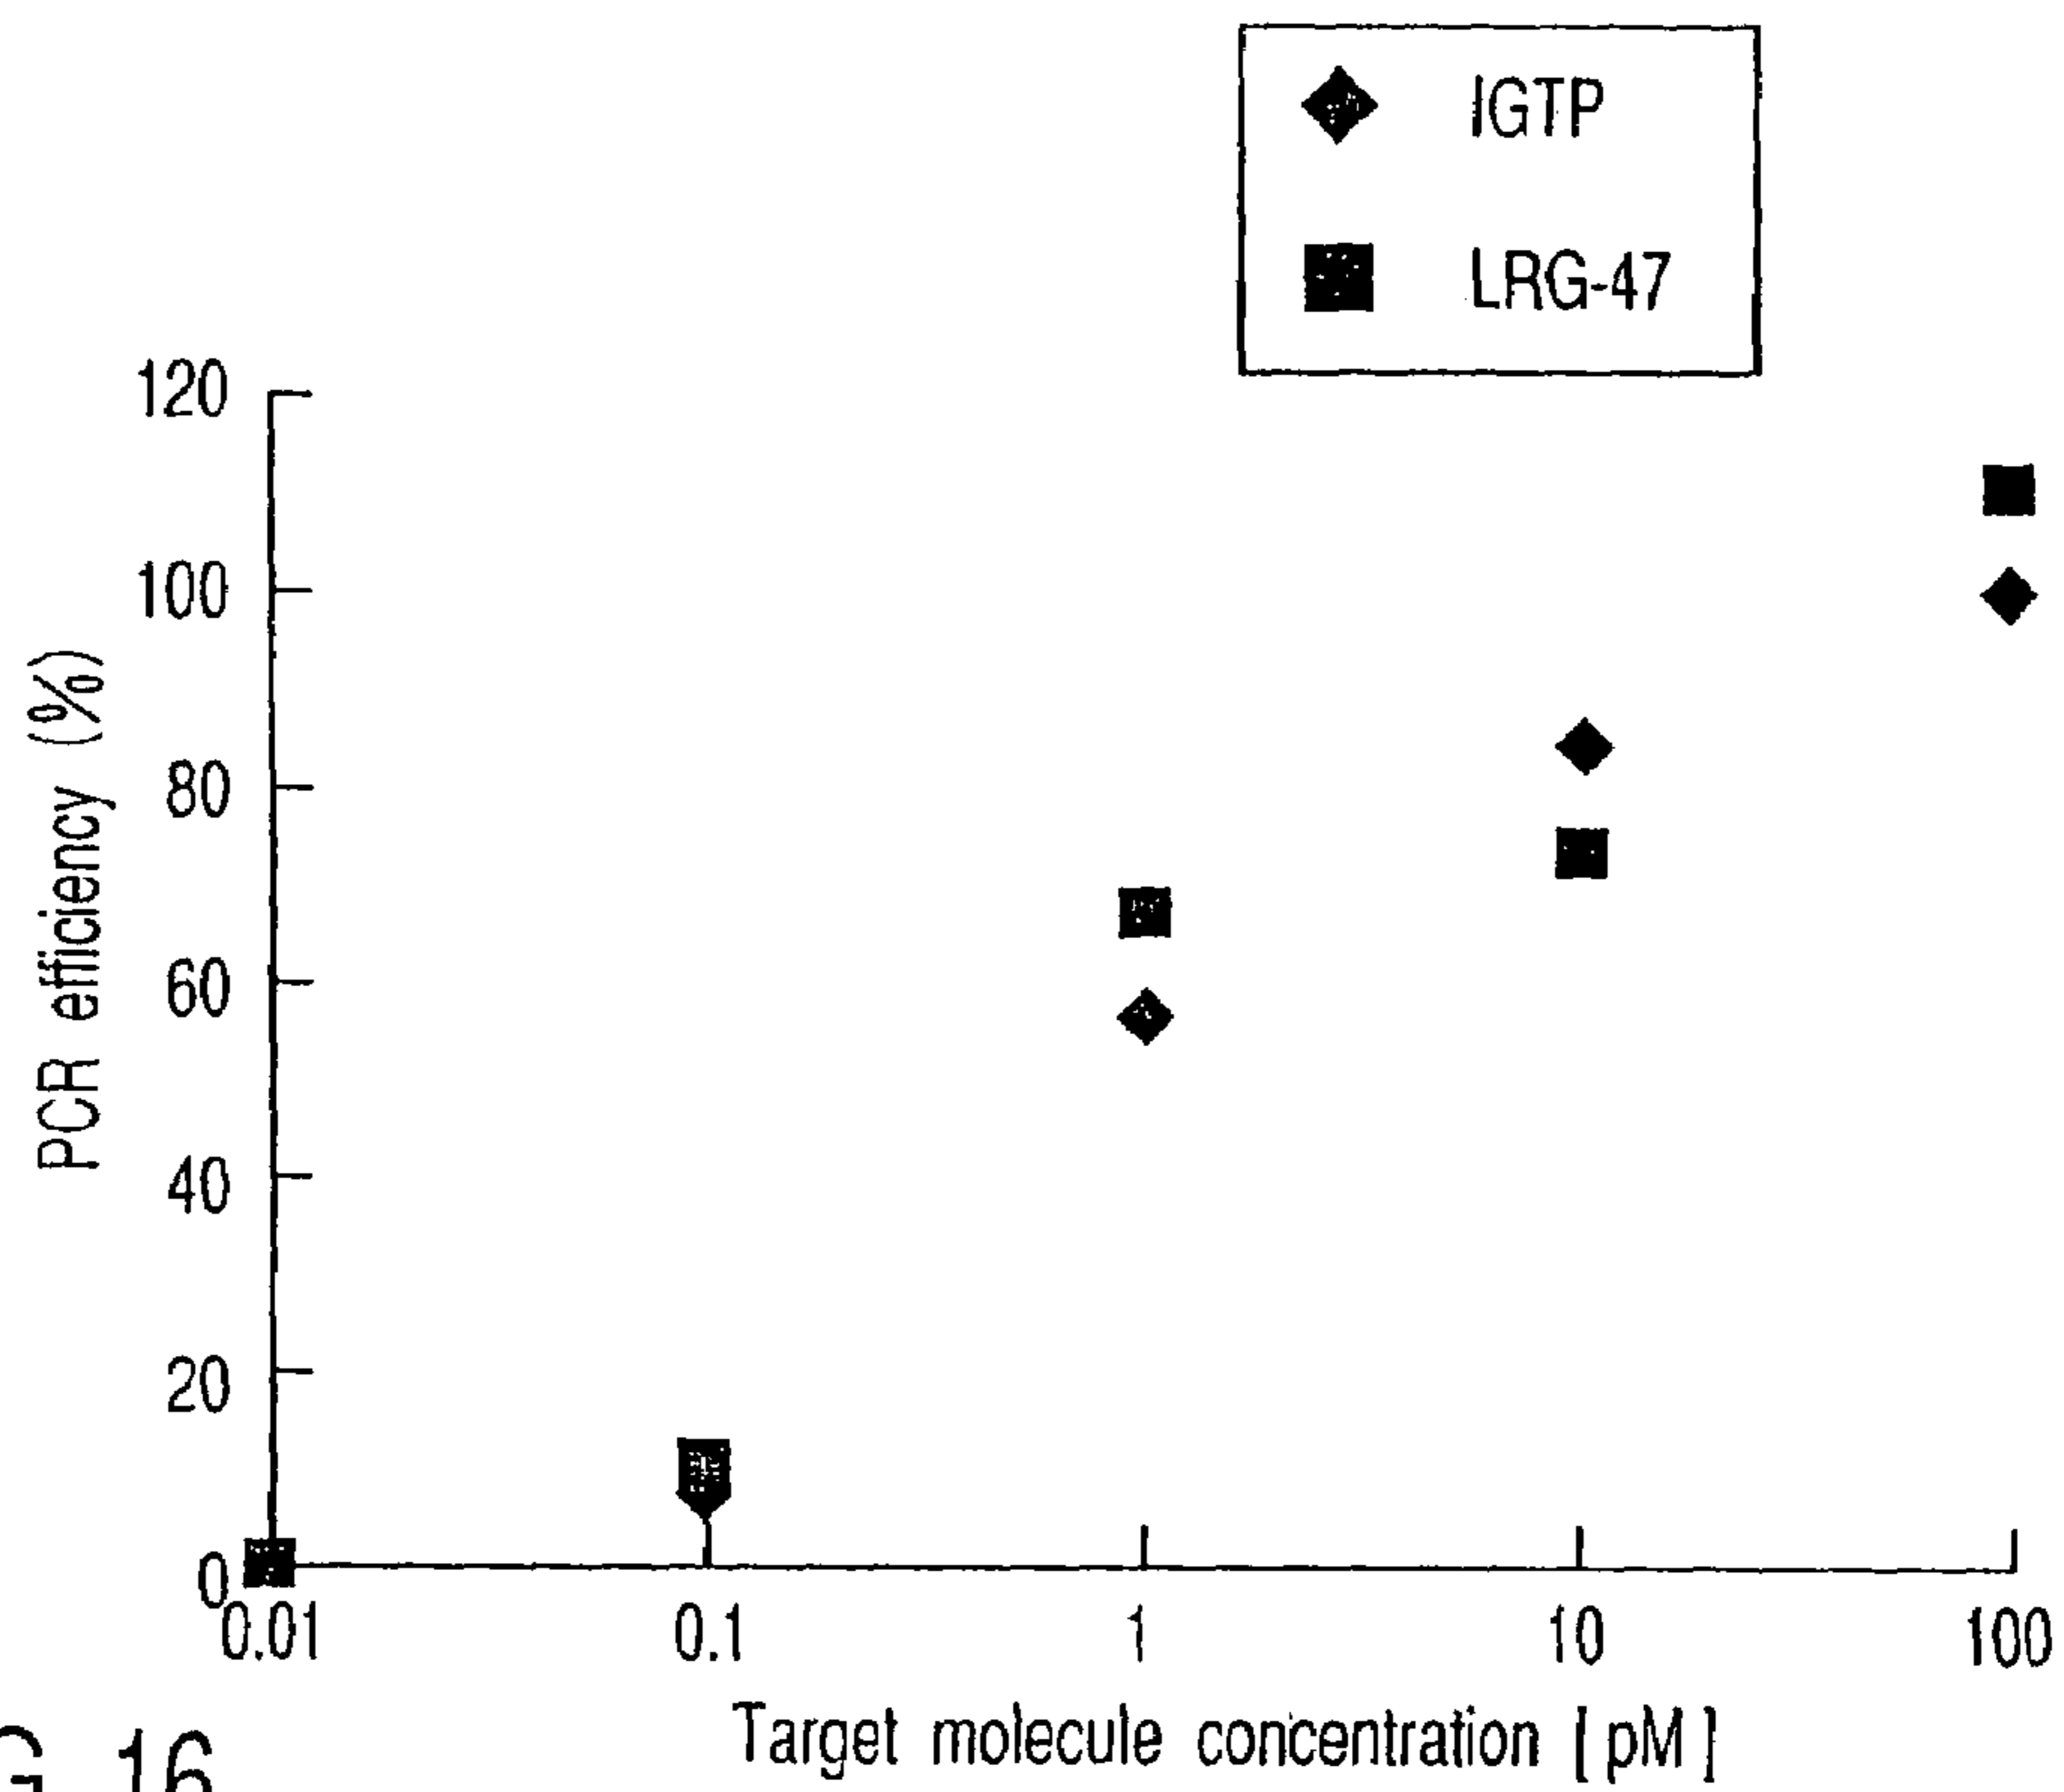 IGTP
LRG-47
120
100
80
60
40
20
0
PCR efficiency (%)
0.01 0.1 1 10 100
Target molecule concentration [pM]
G. 16